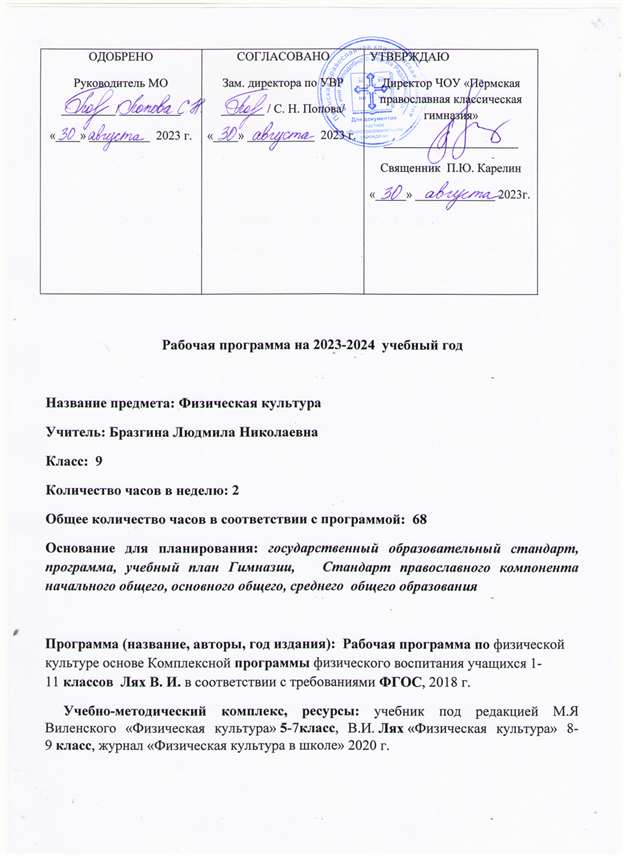 ОДОБРЕНО
Руководитель МО
Попова С.Н.
«30» августа 2023 г.
СОГЛАСОВАНО
Зам. директора по УВР
/ С. Н. Попова/
«30» августа 2023 г.
УТВЕРЖДАЮ
Директор ЧОУ «Пермская
православная классическая
гимназия»
Священник П.Ю. Карелин
«30» августа 2023г.
Для документов
Рабочая программа на 2023-2024 учебный год
Название предмета: Физическая культура
Учитель: Бразгина Людмила Николаевна
Класс: 9
Количество часов в неделю: 2
Общее количество часов в соответствии с программой: 68
Основание для планирования: государственный образовательный стандарт,
программа, учебный план Гимназии, Стандарт православного компонента
начального общего, основного общего, среднего общего образования
Программа (название, авторы, год издания): Рабочая программа по физической
культуре основе Комплексной программы физического воспитания учащихся 1-
11 классов Лях В. И. в соответствии с требованиями ФГОС, 2018 г.
Учебно-методический комплекс, ресурсы: учебник под редакцией М.Я
Виленского «Физическая культура» 5-7класс, В.И. Лях «Физическая культура» 8-
9 класс, журнал «Физическая культура в школе» 2020 г.